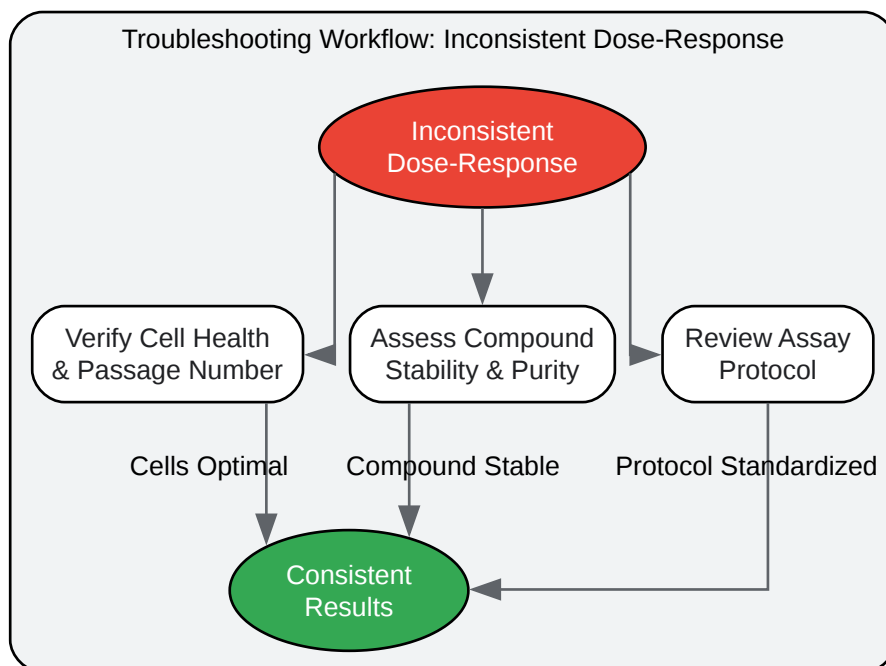 Troubleshooting Workflow: Inconsistent Dose-Response
Inconsistent
Dose-Response
Verify Cell Health
& Passage Number
Assess Compound
Stability & Purity
Review Assay
Protocol
Cells Optimal
Compound Stable
Protocol Standardized
Consistent
Results